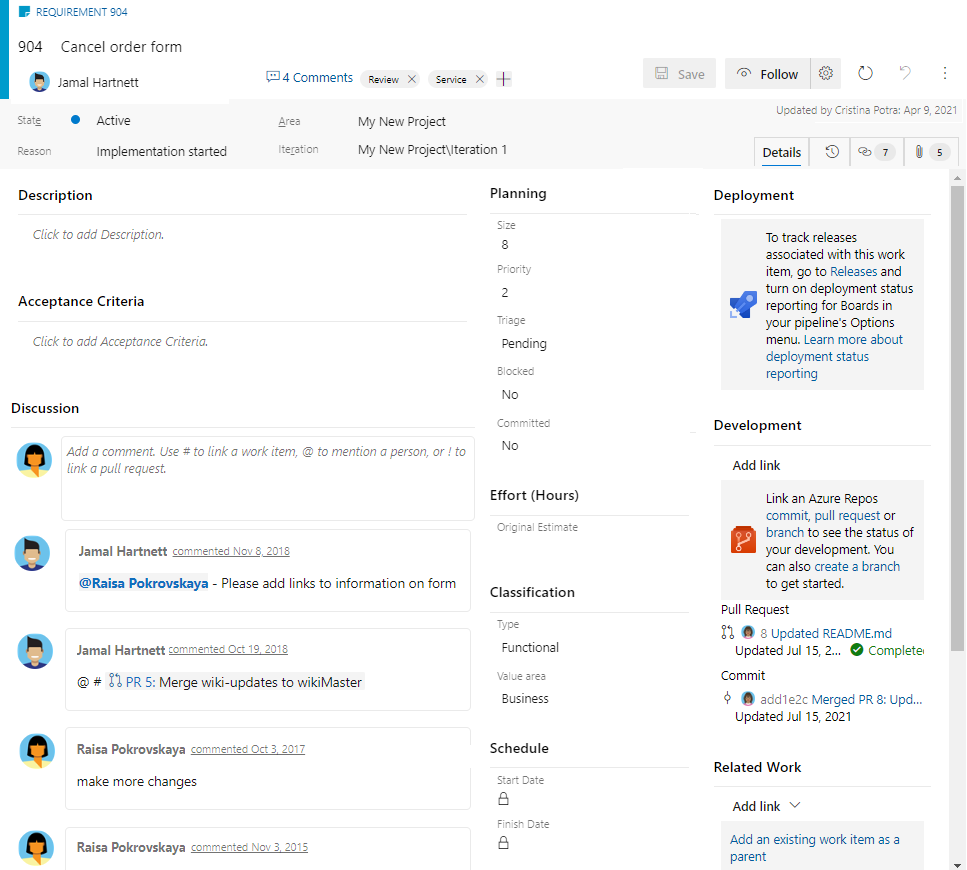 REQUIREMENT 904
904 Cancel order form
Jamal Hartnett
4 Comments
Review
Service
Save
Follow
Updated by Cristina Potra: Apr 9, 2021
State
Active
Area
My New Project
Reason
Implementation started
Iteration
My New Project\Iteration 1
Details
7
5
Description
Click to add Description.
Acceptance Criteria
Click to add Acceptance Criteria.
Discussion
Add a comment. Use # to link a work item, @ to mention a person, or ! to
link a pull request.
Jamal Hartnett commented Nov 8, 2018
@Raisa Pokrovskaya - Please add links to information on form
Jamal Hartnett commented Oct 19, 2018
@ # PR 5: Merge wiki-updates to wikiMaster
Raisa Pokrovskaya commented Oct 3, 2017
make more changes
Raisa Pokrovskaya commented Nov 3, 2015
Planning
Size
8
Priority
2
Triage
Pending
Blocked
No
Committed
No
Effort (Hours)
Original Estimate
Classification
Type
Functional
Value area
Business
Schedule
Start Date
Finish Date
Deployment
To track releases
associated with this work
item, go to Releases and
turn on deployment status
reporting for Boards in
your pipeline's Options
menu. Learn more about
deployment status
reporting
Development
Add link
Link an Azure Repos
commit, pull request or
branch to see the status of
your development. You
can also create a branch
to get started.
Pull Request
8 Updated README.md
Updated Jul 15, 2... Complete
Commit
add1e2c Merged PR 8: Upd...
Updated Jul 15, 2021
Related Work
Add link
Add an existing work item as a
parent